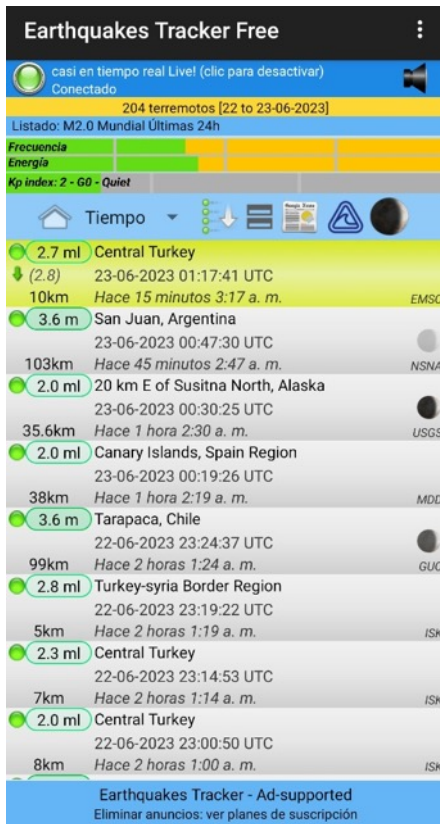 Earthquakes Tracker Free
casi en tiempo real Live! (clic para desactivar)
Conectado
204 terremotos [22 to 23-06-2023]
Listado: M2.0 Mundial Últimas 24h
Frecuencia
Energía
Kp index: 2 - G0 - Quiet
Tiempo
2.7 ml Central Turkey
(2.8) 23-06-2023 01:17:41 UTC
10km Hace 15 minutos 3:17 a. m. EMSC
3.6 m San Juan, Argentina
23-06-2023 00:47:30 UTC
103km Hace 45 minutos 2:47 a. m. NSNA
2.0 ml 20 km E of Susitna North, Alaska
23-06-2023 00:30:25 UTC
35.6km Hace 1 hora 2:30 a. m. USGS
2.0 ml Canary Islands, Spain Region
23-06-2023 00:19:26 UTC
38km Hace 1 hora 2:19 a. m. MDD
3.6 m Tarapaca, Chile
22-06-2023 23:24:37 UTC
99km Hace 2 horas 1:24 a. m. GUC
2.8 ml Turkey-syria Border Region
22-06-2023 23:19:22 UTC
5km Hace 2 horas 1:19 a. m. ISK
2.3 ml Central Turkey
22-06-2023 23:14:53 UTC
7km Hace 2 horas 1:14 a. m. ISK
2.0 ml Central Turkey
22-06-2023 23:00:50 UTC
8km Hace 2 horas 1:00 a. m. ISK
Earthquakes Tracker - Ad-supported
Eliminar anuncios: ver planes de suscripción